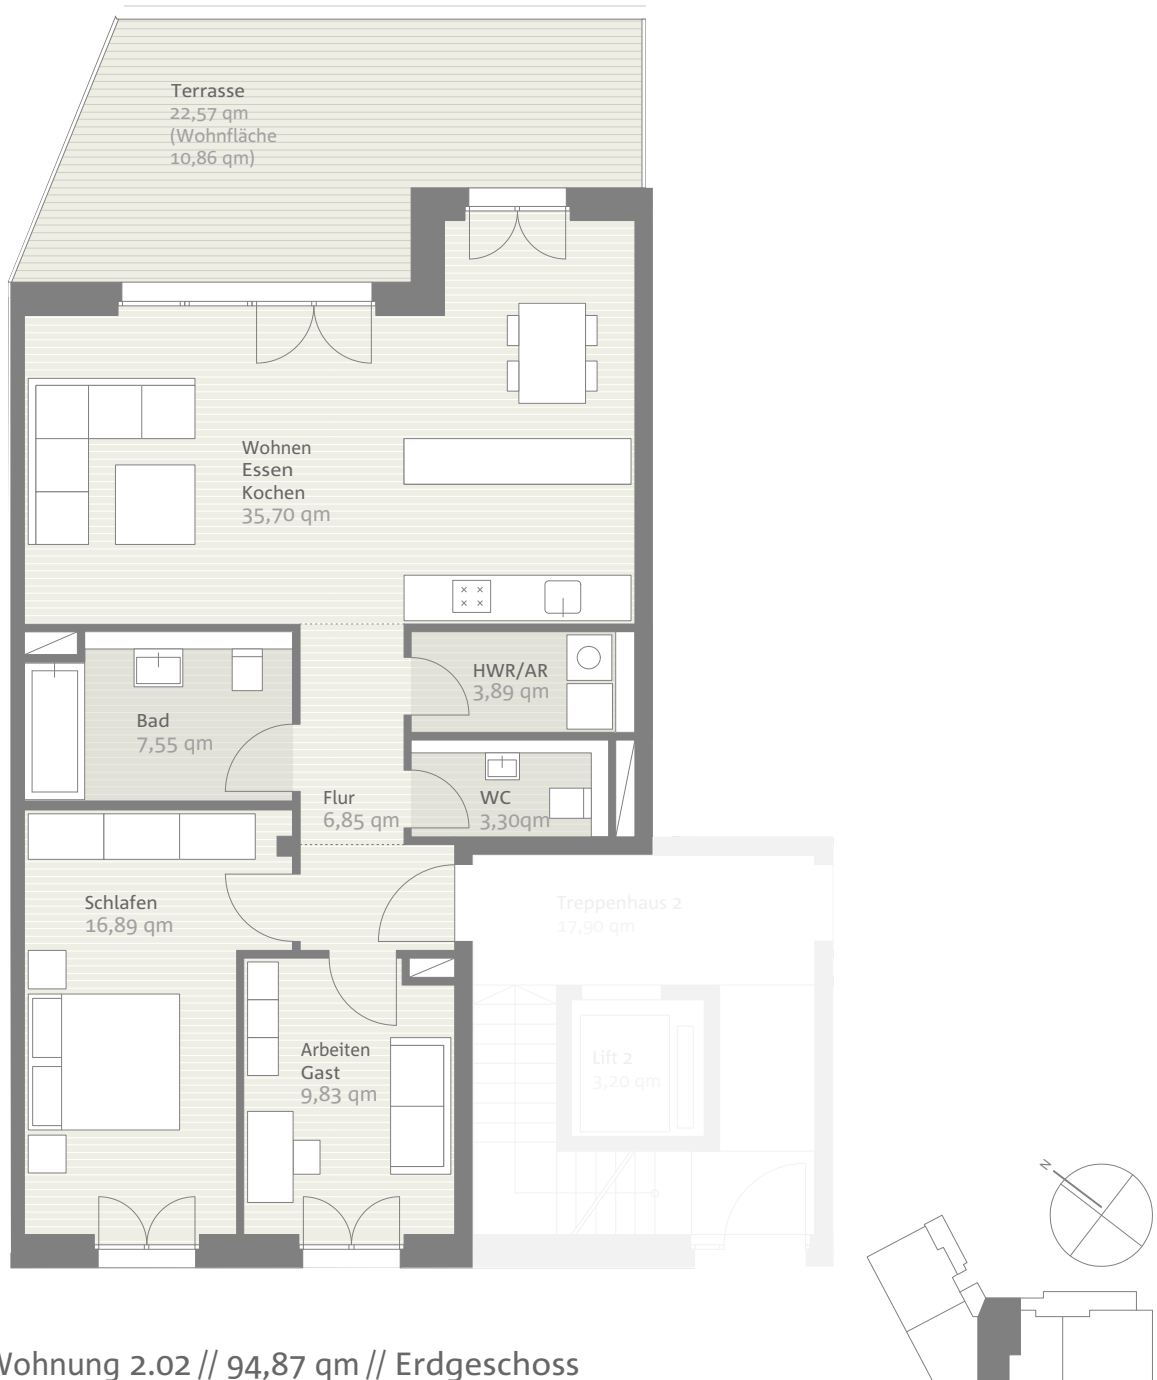 Terrasse
22,57 qm
(Wohnfläche
10,86 qm)
Wohnen
Essen
Kochen
35,70 qm
HWR/AR
3,89 qm
Bad
7,55 qm
Flur
6,85 qm
WC
3,30qm
Schlafen
16,89 qm
Treppenhaus 2
17,90 qm
Arbeiten
Gast
9,83 qm
Lift 2
3,20 qm
N
Wohnung 2.02 // 94,87 qm // Erdgeschoss